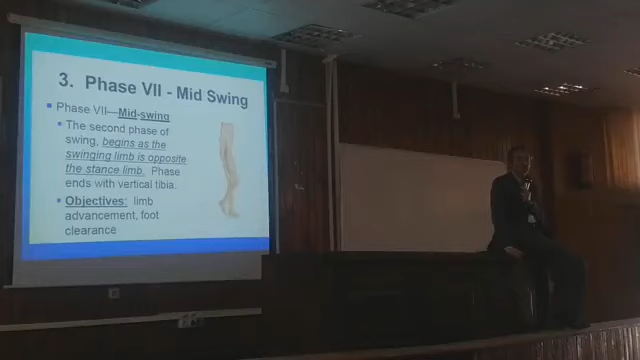 3. Phase VII - Mid Swing
Phase VII—Mid-swing
The second phase of
swing, begins as the
swinging limb is opposite
the stance limb. Phase
ends with vertical tibia.
Objectives: limb
advancement, foot
clearance